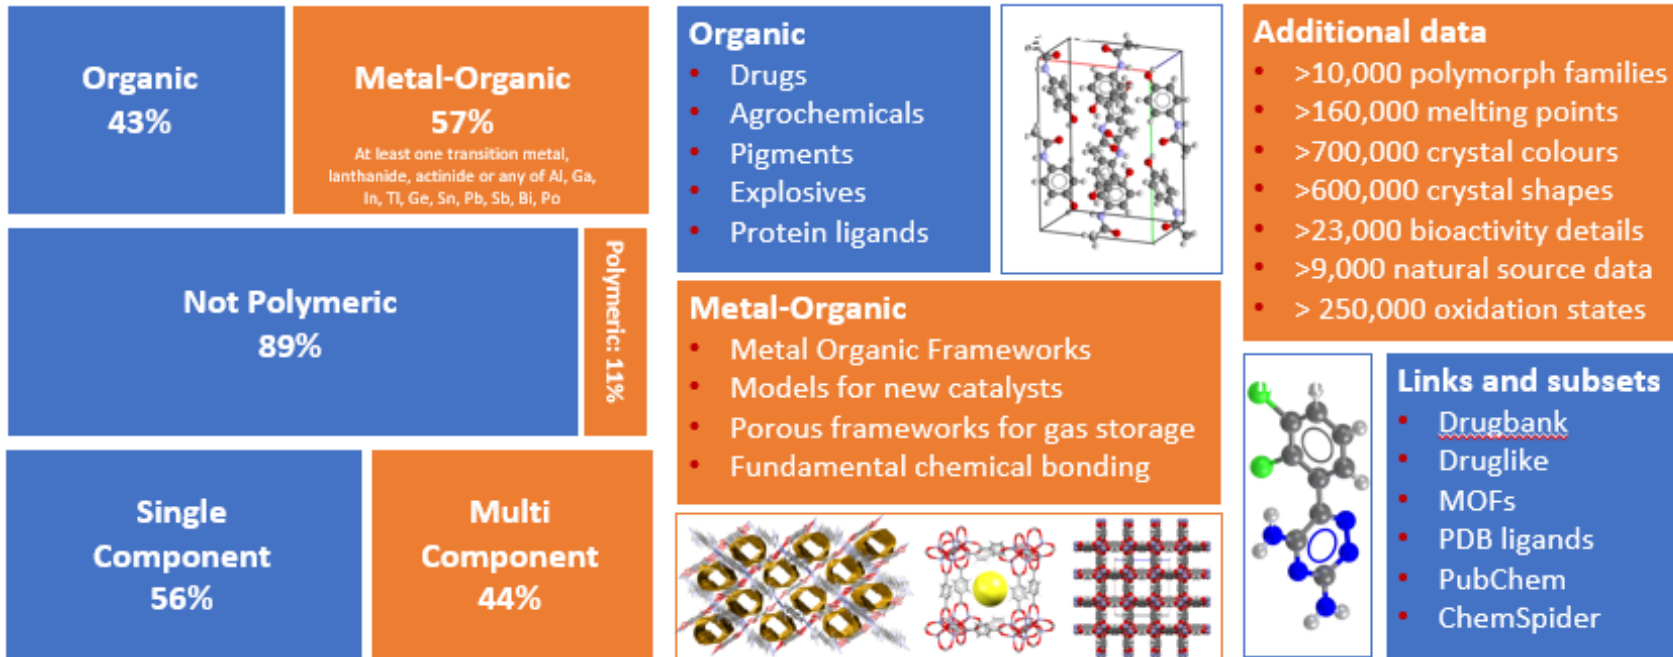 Organic
43%
Metal-Organic
57%
At least one transition metal,
lanthanide, actinide or any of Al, Ga,
In, Tl, Ge, Sn, Pb, Sb, Bi, Po
Not Polymeric
89%
Polymeric: 11%
Single
Component
56%
Multi
Component
44%
Organic
• Drugs
• Agrochemicals
• Pigments
• Explosives
• Protein ligands
Metal-Organic
• Metal Organic Frameworks
• Models for new catalysts
• Porous frameworks for gas storage
• Fundamental chemical bonding
Additional data
• >10,000 polymorph families
• >160,000 melting points
• >700,000 crystal colours
• >600,000 crystal shapes
• >23,000 bioactivity details
• >9,000 natural source data
• > 250,000 oxidation states
Links and subsets
• Drugbank
• Druglike
• MOFs
• PDB ligands
• PubChem
• ChemSpider